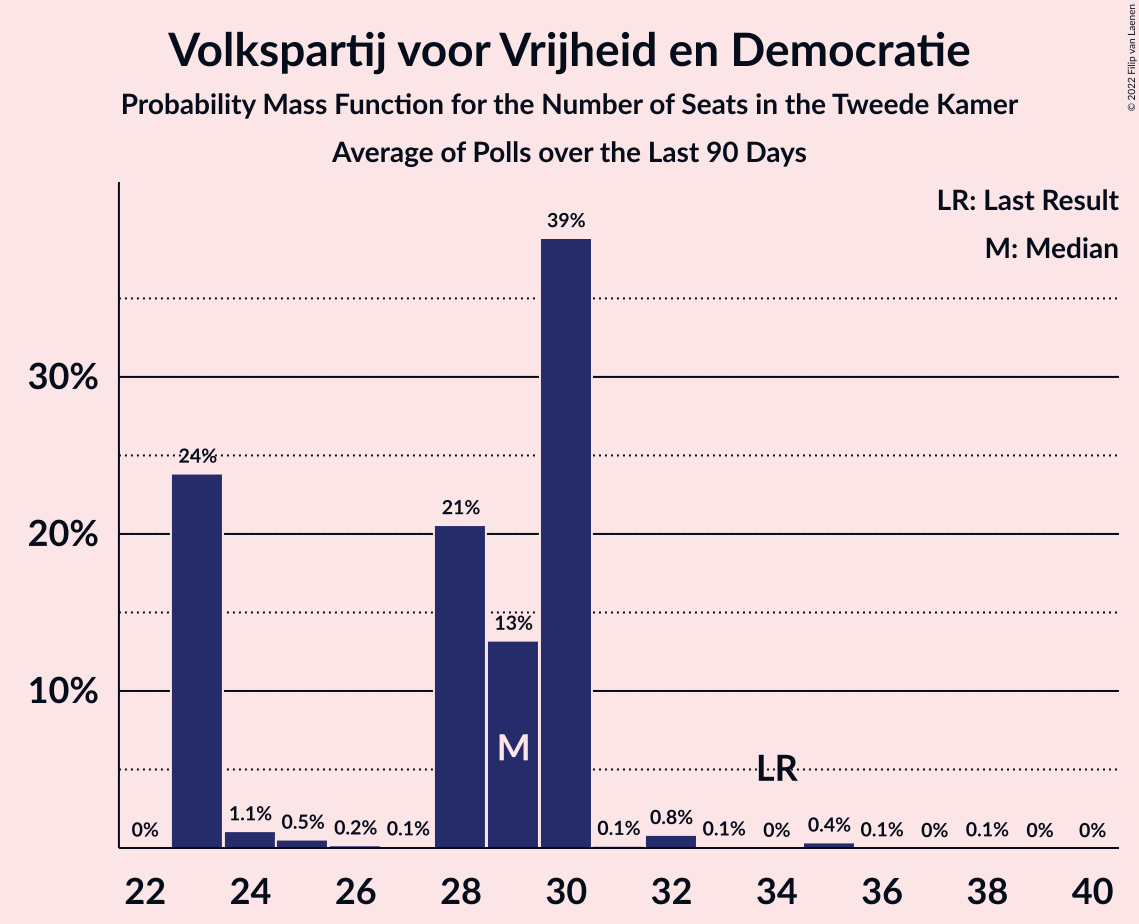 Volkspartij voor Vrijheid en Democratie
Probability Mass Function for the Number of Seats in the Tweede Kamer
Average of Polls over the Last 90 Days
© 2022 Filip van Laenen
LR: Last Result
M: Median
39%
30%
24%
21%
20%
13%
10%
M
LR
0%
1.1%
0.5%
0.2%
0.1%
0.1%
0.8%
0.1%
0%
0.4%
0.1%
0%
0.1%
0%
0%
22 24 26 28 30 32 34 36 38 40